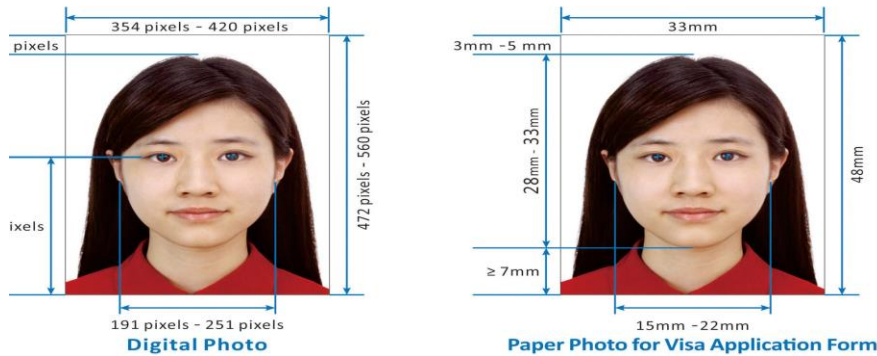 354 pixels - 420 pixels
pixels
472 pixels - 560 pixels
ixels
191 pixels - 251 pixels
Digital Photo
33mm
3mm -5 mm
28mm - 33mm
48mm
≥ 7mm
15mm -22mm
Paper Photo for Visa Application Form